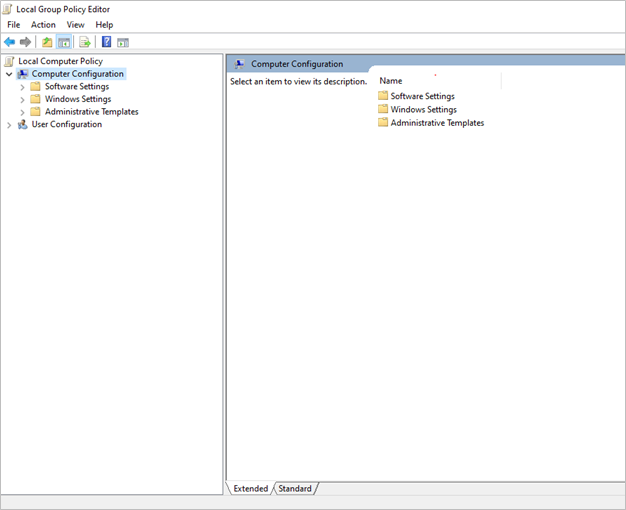 Local Group Policy Editor
File Action View Help
Local Computer Policy
Computer Configuration
Software Settings
Windows Settings
Administrative Templates
User Configuration
Computer Configuration
Select an item to view its description.
Name
Software Settings
Windows Settings
Administrative Templates
Extended Standard